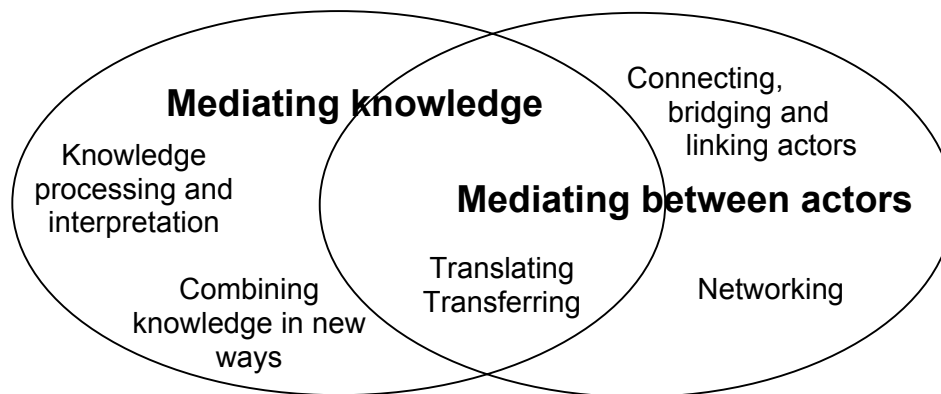 Mediating knowledge
Knowledge
processing and
interpretation
Combining
knowledge in new
ways
Translating
Transferring
Connecting,
bridging and
linking actors
Mediating between actors
Networking